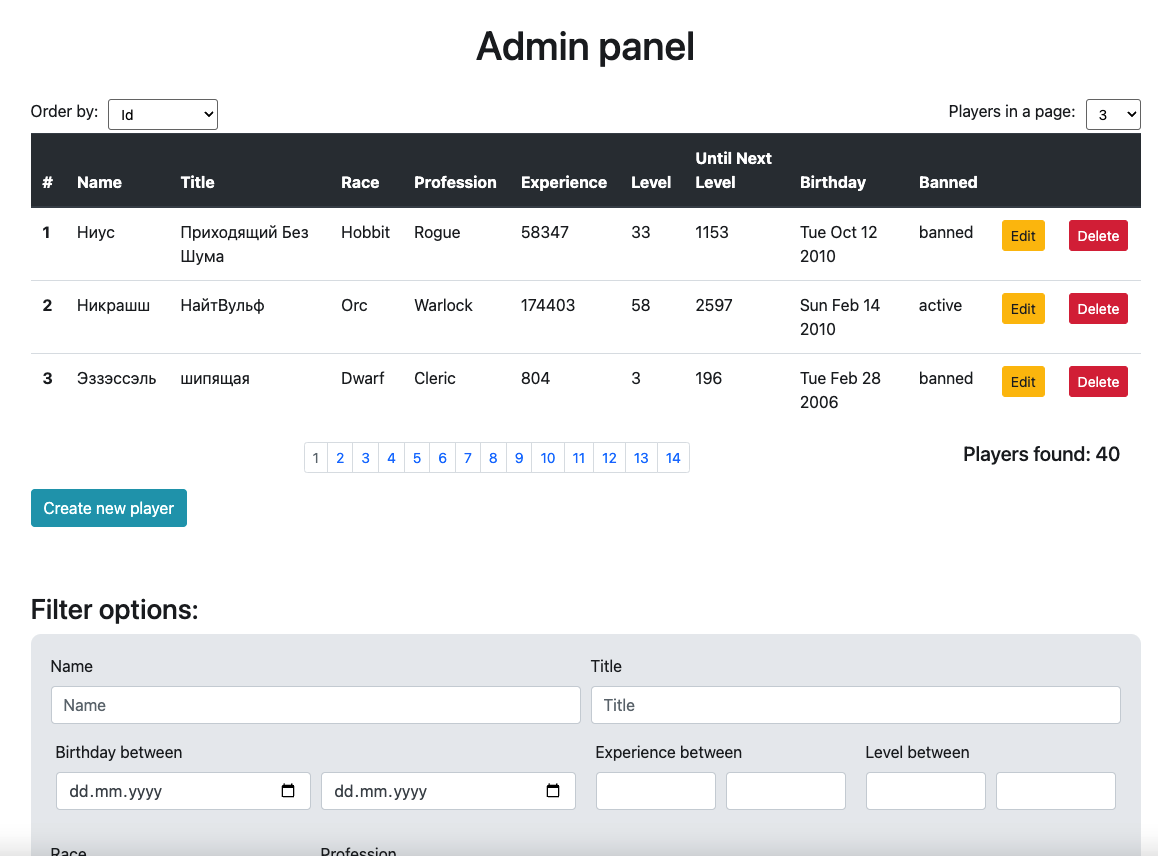 Admin panel
Order by: Id Players in a page: 3
Until Next
# Name Title Race Profession Experience Level Level Birthday Banned
1 Ниус Приходящий Без Hobbit Rogue 58347 33 1153 Tue Oct 12 banned Edit Delete
Шума 2010
2 Никрашш НайтВульф Orc Warlock 174403 58 2597 Sun Feb 14 active Edit Delete
2010
3 Эззэссэль шипящая Dwarf Cleric 804 3 196 Tue Feb 28 banned Edit Delete
2006
1 2 3 4 5 6 7 8 9 10 11 12 13 14 Players found: 40
Create new player
Filter options:
Name Title
Name Title
Birthday between Experience between Level between
dd.mm.yyyy dd.mm.yyyy
Race Profession